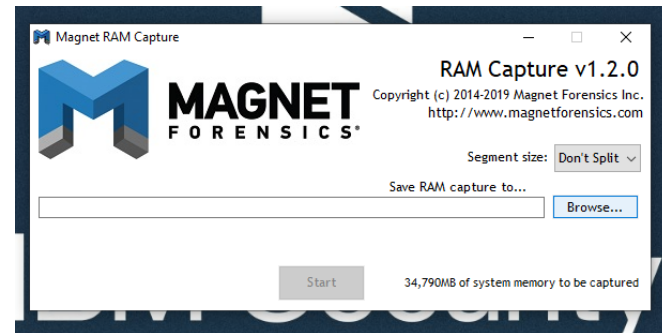 Magnet RAM Capture
RAM Capture v1.2.0
MAGNET
FORENSICS®
Copyright (c) 2014-2019 Magnet Forensics Inc.
http://www.magnetforensics.com
Segment size: Don't Split
Save RAM capture to...
Browse...
Start
34,790MB of system memory to be captured
Security